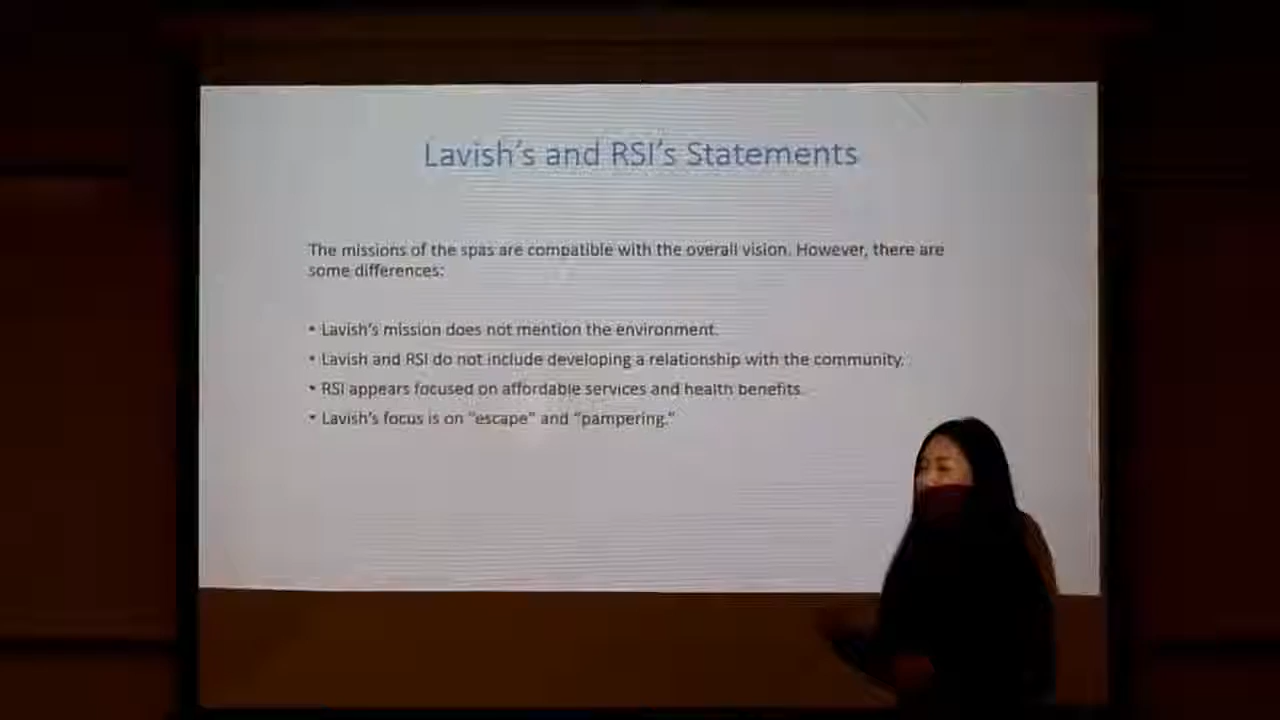 Lavish's and RSI's Statements
The missions of the spas are compatible with the overall vision. However, there are
some differences:
• Lavish's mission does not mention the environment.
• Lavish and RSI do not include developing a relationship with the community.
• RSI appears focused on affordable services and health benefits.
• Lavish's focus is on "escape" and "pampering."